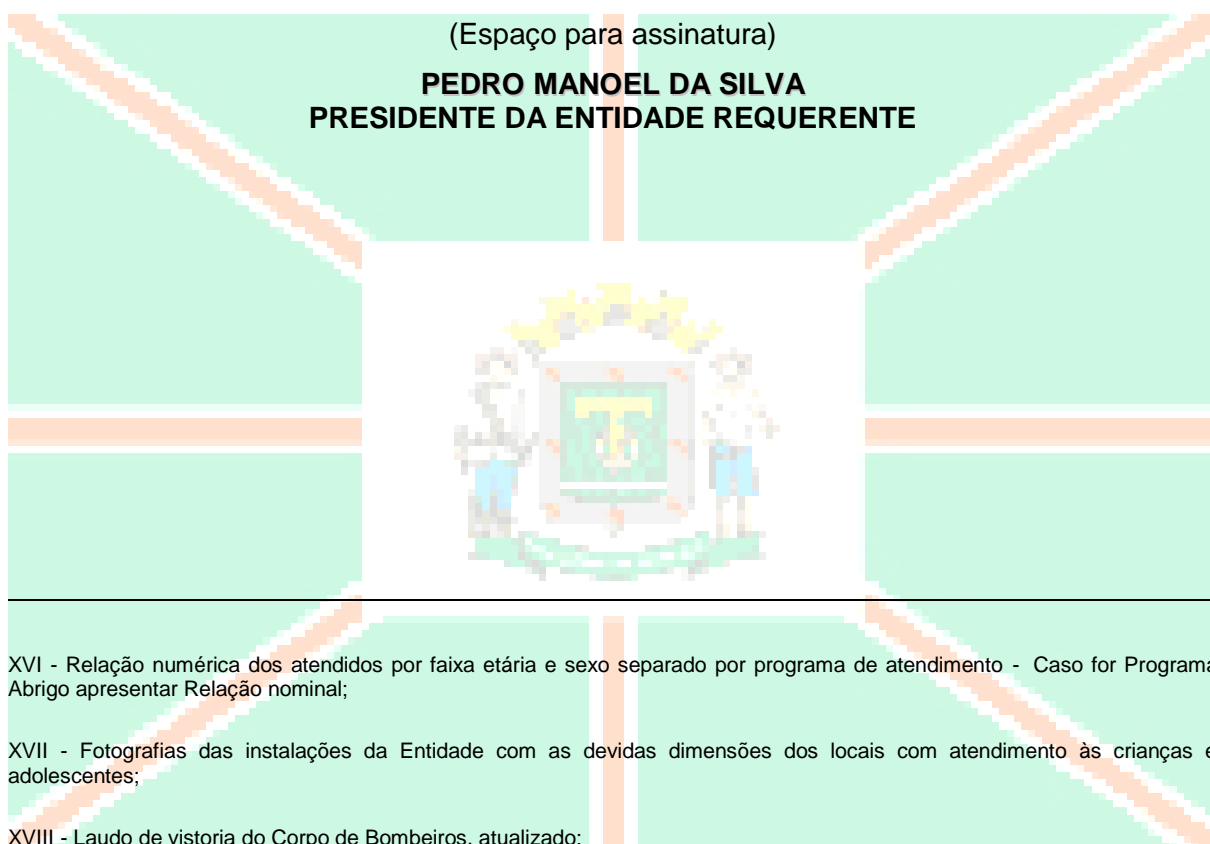 (Espaço para assinatura)
PEDRO MANOEL DA SILVA
PRESIDENTE DA ENTIDADE REQUERENTE
XVI - Relação numérica dos atendidos por faixa etária e sexo separado por programa de atendimento - Caso for Programa
Abrigo apresentar Relação nominal;
XVII - Fotografias das instalações da Entidade com as devidas dimensões dos locais com atendimento às crianças e
adolescentes;
XVIII - Laudo de vistoria do Corpo de Bombeiros, atualizado;